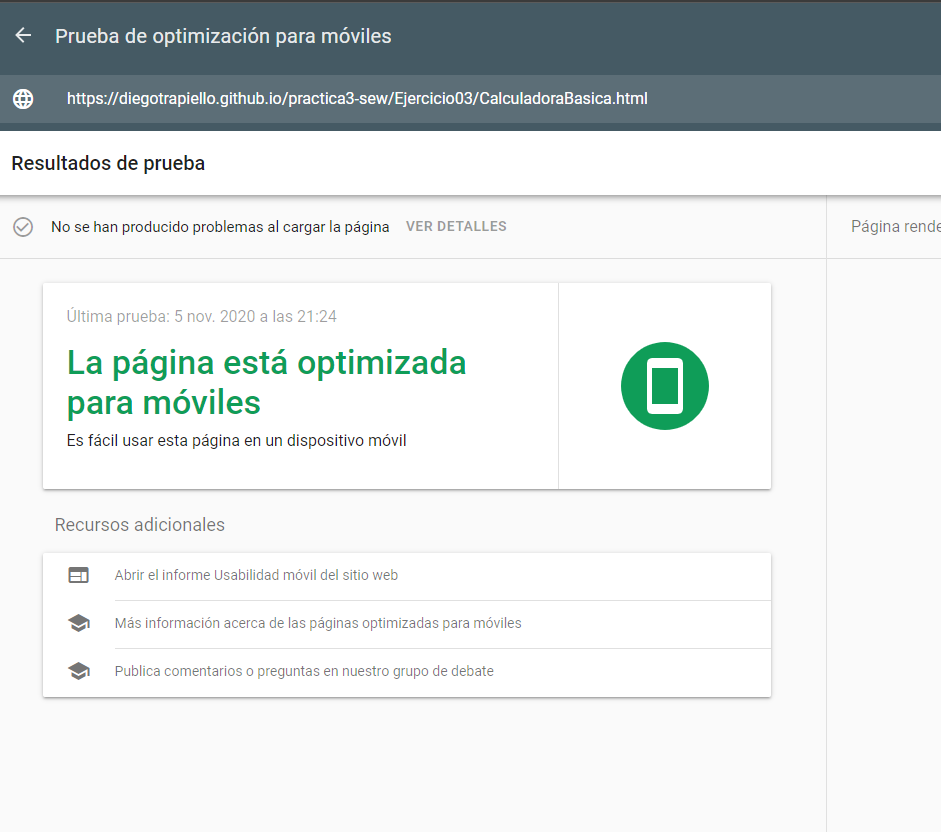 Prueba de optimización para móviles
https://diegotrapiello.github.io/practica3-sew/Ejercicio03/CalculadoraBasica.html
Resultados de prueba
No se han producido problemas al cargar la página VER DETALLES
Página rende
Última prueba: 5 nov. 2020 a las 21:24
La página está optimizada
para móviles
Es fácil usar esta página en un dispositivo móvil
Recursos adicionales
Abrir el informe Usabilidad móvil del sitio web
Más información acerca de las páginas optimizadas para móviles
Publica comentarios o preguntas en nuestro grupo de debate